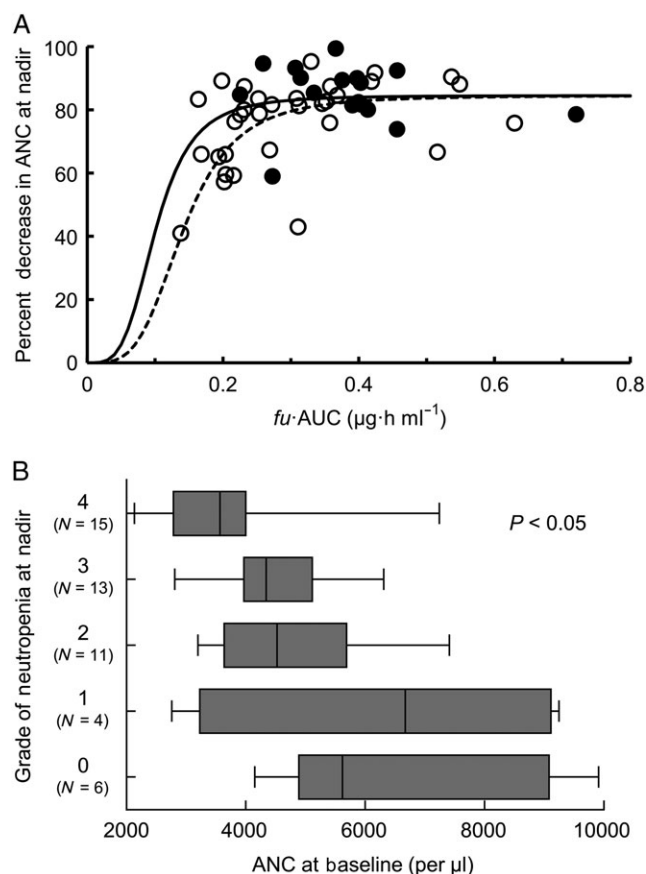 A
Percent decrease in ANC at nadir
100
80
60
40
20
0
0
0.2
0.4
0.6
0.8
fu·AUC (µg·h ml⁻¹)
B
Grade of neutropenia at nadir
4
(N = 15)
P < 0.05
3
(N = 13)
2
(N = 11)
1
(N = 4)
0
(N = 6)
2000
4000
6000
8000
10000
ANC at baseline (per µl)